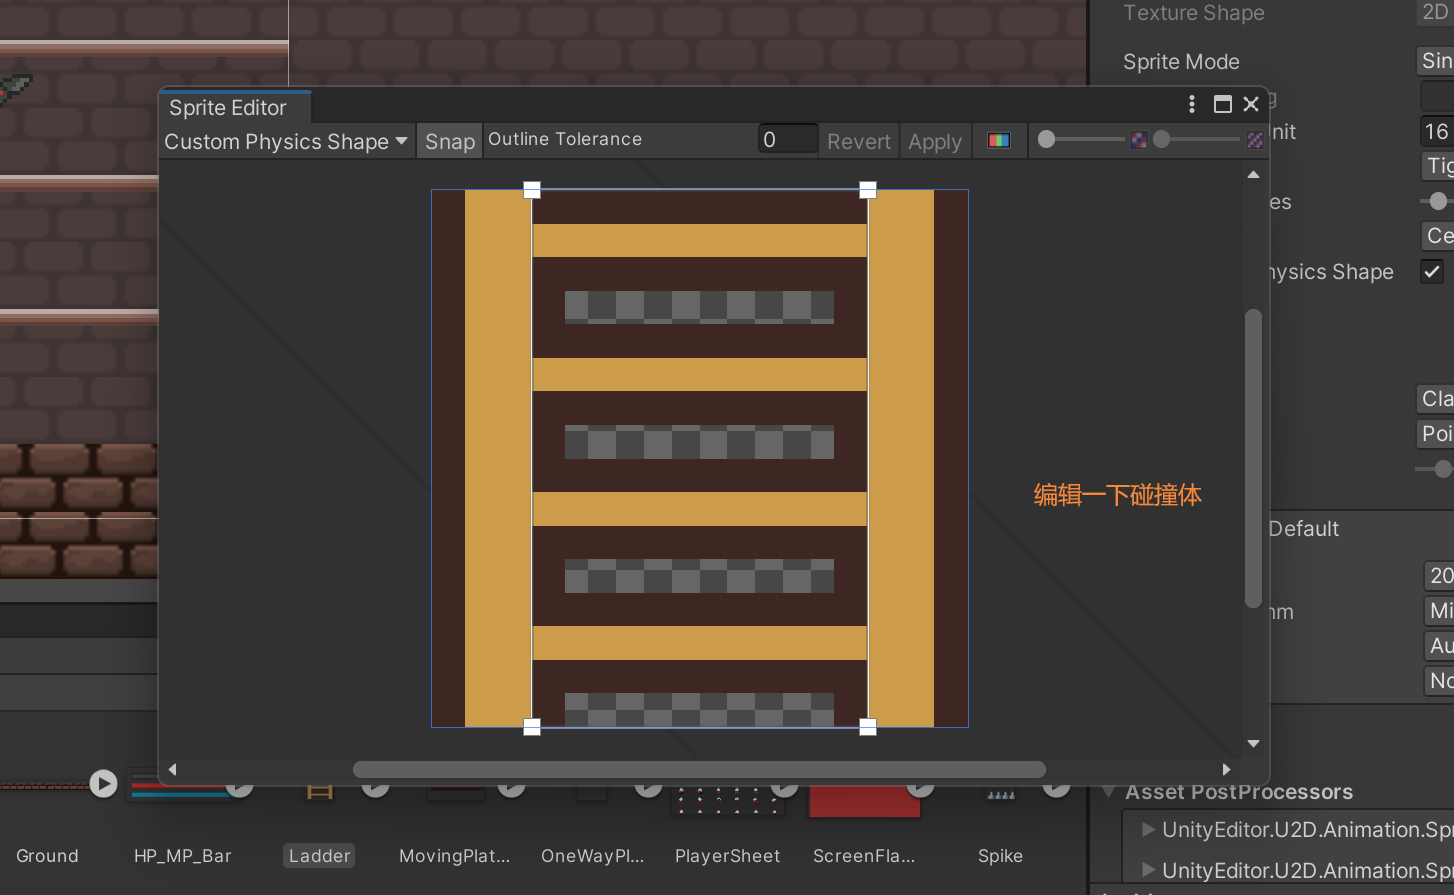 Texture Shape
2D
Sprite Mode
Sin
Sprite Editor
Custom Physics Shape
Snap
Outline Tolerance
0
Revert
Apply
nit
16
Tig
es
Ce
hysics Shape
编辑一下碰撞体
Cla
Poi
Default
20
Mi
Au
No
Asset PostProcessors
UnityEditor.U2D.Animation.Spr
UnityEditor.U2D.Animation.Spr
Ground
HP_MP_Bar
Ladder
MovingPlat...
OneWayPl...
PlayerSheet
ScreenFla...
Spike